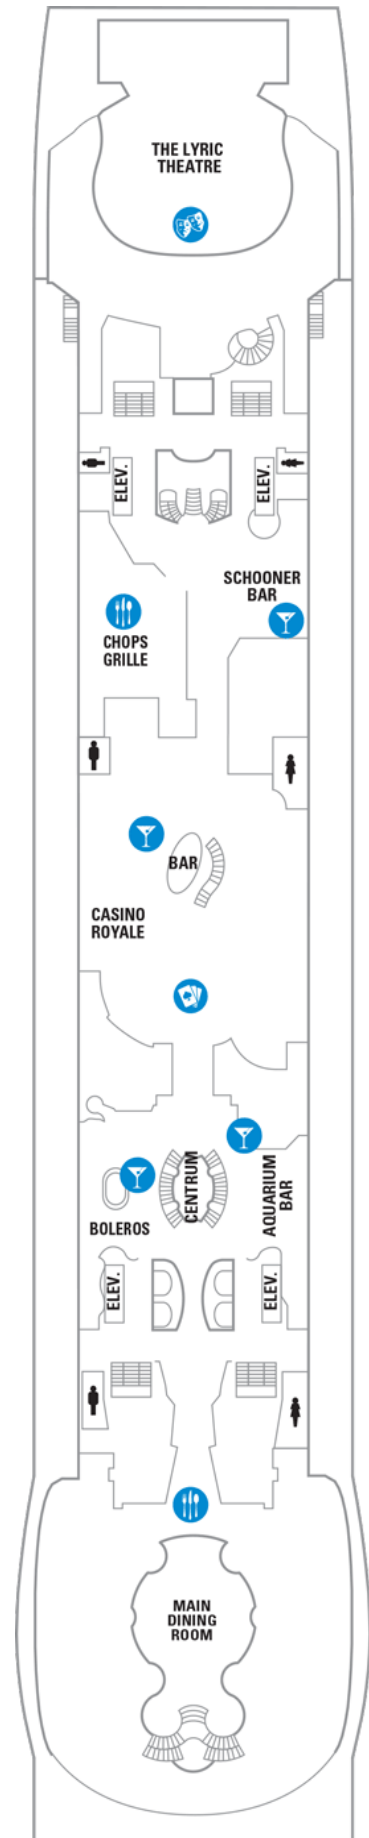 THE LYRIC
THEATRE
ELEV.
ELEV.
SCHOONER
BAR
CHOPS
GRILLE
BAR
CASINO
ROYALE
CENTRUM
AQUARIUM
BAR
BOLEROS
ELEV.
ELEV.
MAIN
DINING
ROOM